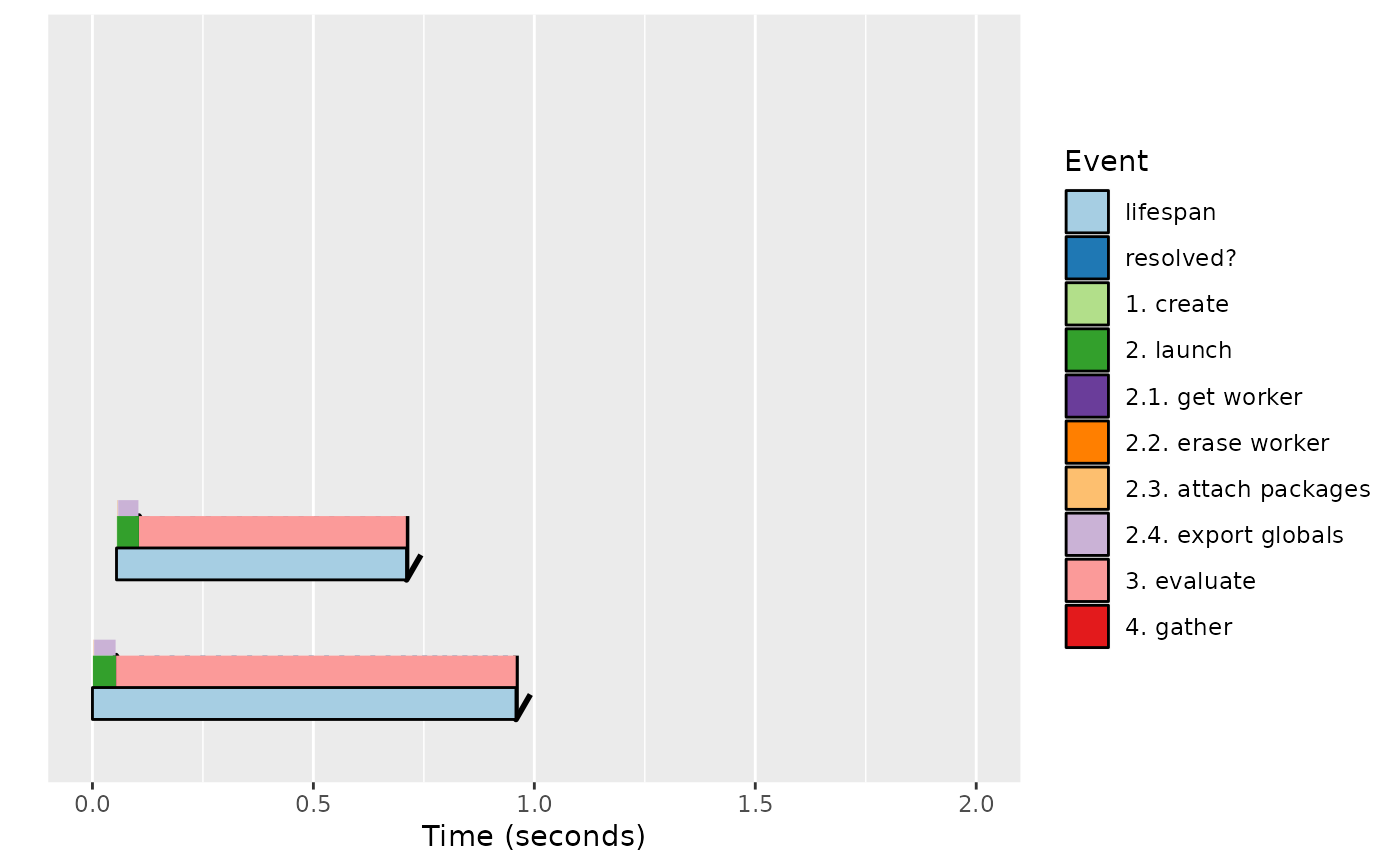 Event
lifespan
resolved?
1. create
2. launch
2.1. get worker
2.2. erase worker
2.3. attach packages
2.4. export globals
3. evaluate
4. gather
0.0 0.5 1.0 1.5 2.0
Time (seconds)